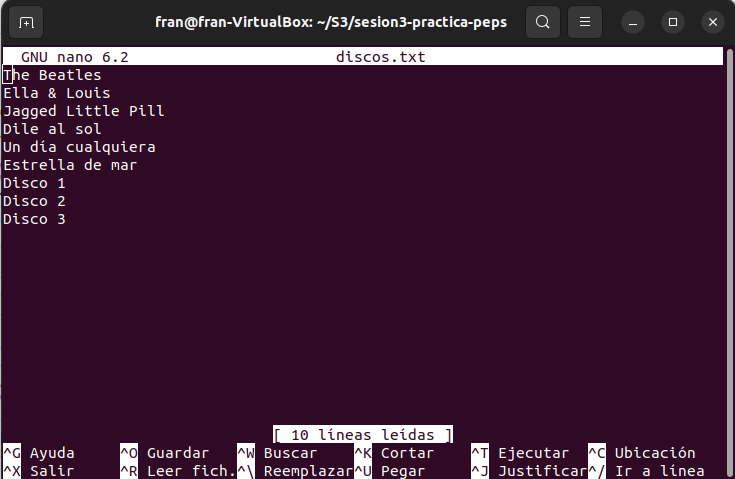 fran@fran-VirtualBox: ~/S3/sesion3-practica-peps
GNU nano 6.2 discos.txt
The Beatles
Ella & Louis
Jagged Little Pill
Dile al sol
Un día cualquiera
Estrella de mar
Disco 1
Disco 2
Disco 3
[ 10 líneas leídas ]
^G Ayuda ^O Guardar ^W Buscar ^K Cortar ^T Ejecutar ^C Ubicación
^X Salir ^R Leer fich.^\ Reemplazar^U Pegar ^J Justificar^/ Ir a línea